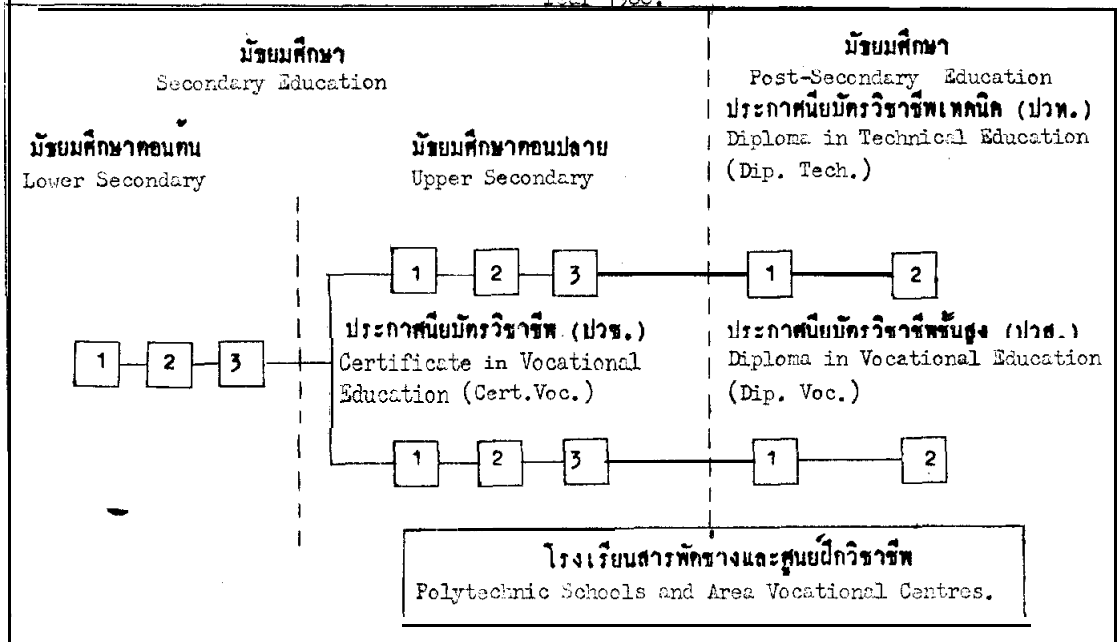 มัธยมศึกษา
Secondary Education
มัธยมศึกษา
Post-Secondary Education
ประกาศนียบัตรวิชาชีพเทคนิค (ปวท.)
Diploma in Technical Education
(Dip. Tech.)
มัธยมศึกษาตอนต้น
Lower Secondary
มัธยมศึกษาตอนปลาย
Upper Secondary
1 2 3 1 2
ประกาศนียบัตรวิชาชีพ (ปวช.)
Certificate in Vocational
Education (Cert.Voc.)
ประกาศนียบัตรวิชาชีพชั้นสูง (ปวส.)
Diploma in Vocational Education
(Dip. Voc.)
1 2 3
1 2 3 1 2
โรงเรียนสารพัดช่างและศูนย์ฝึกวิชาชีพ
Polytechnic Schools and Area Vocational Centres.